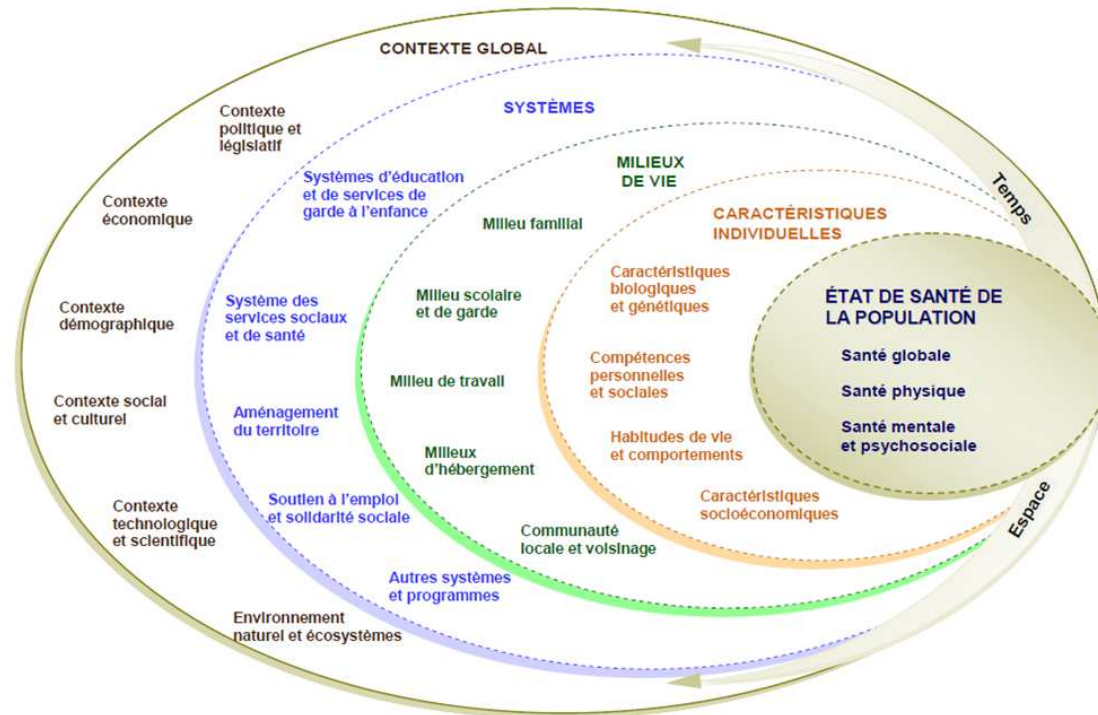 CONTEXTE GLOBAL
Contexte
politique et
législatif
Contexte
économique
Contexte
démographique
Contexte social
et culturel
Contexte
technologique
et scientifique
Environnement
naturel et écosystèmes
SYSTÈMES
Systèmes d'éducation
et de services de
garde à l'enfance
Système des
services sociaux
et de santé
Aménagement
du territoire
Soutien à l'emploi
et solidarité sociale
Autres systèmes
et programmes
MILIEUX
DE VIE
Milieu familial
Milieu scolaire
et de garde
Milieu de travail
Milieux
d'hébergement
Communauté
locale et voisinage
CARACTÉRISTIQUES
INDIVIDUELLES
Caractéristiques
biologiques
et génétiques
Compétences
personnelles
et sociales
Habitudes de vie
et comportements
Caractéristiques
socioéconomiques
ÉTAT DE SANTÉ DE
LA POPULATION
Santé globale
Santé physique
Santé mentale
et psychosociale
Temps
Espace